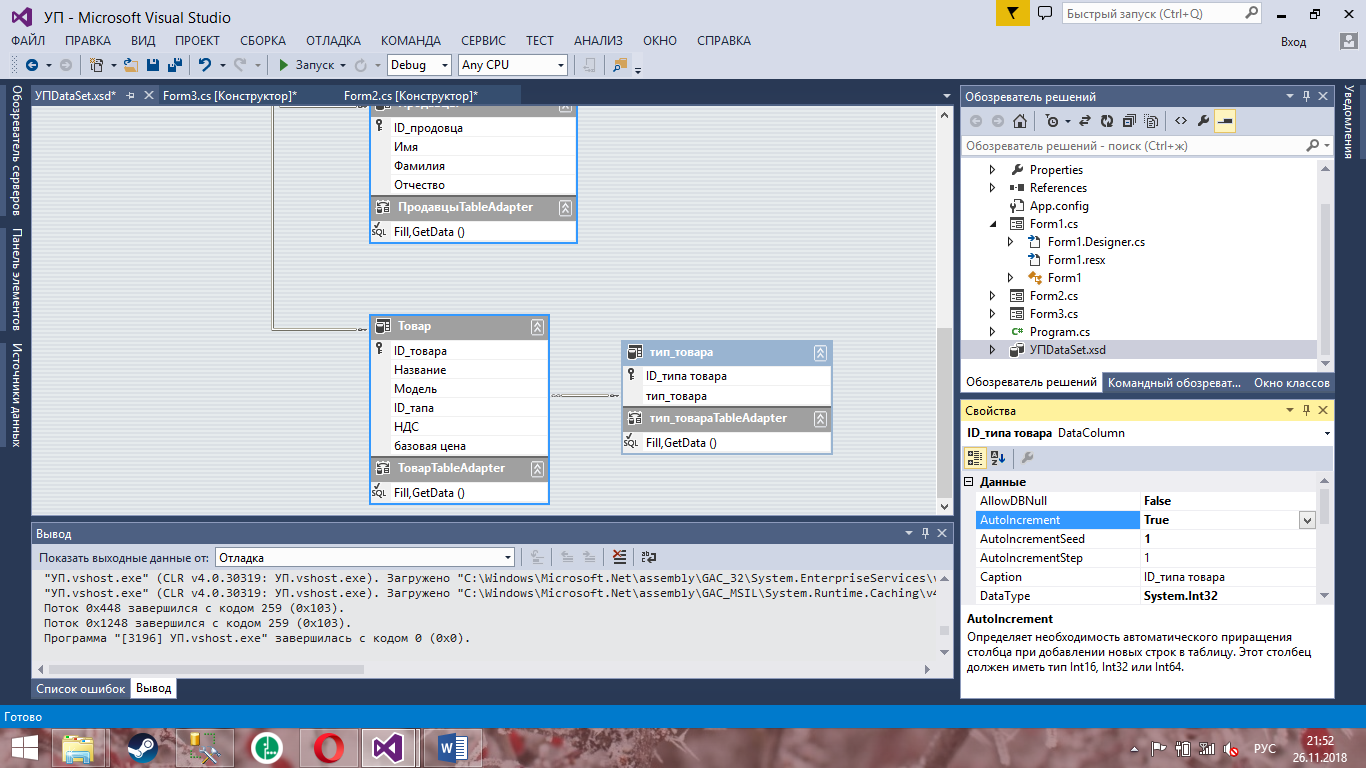 УП - Microsoft Visual Studio
Быстрый запуск (Ctrl+Q)
ФАЙЛ ПРАВКА ВИД ПРОЕКТ СБОРКА ОТЛАДКА КОМАНДА СЕРВИС ТЕСТ АНАЛИЗ ОКНО СПРАВКА
Вход
Запуск Debug Any CPU
Обозреватель серверов
Панель элементов
Источники данных
УПDataSet.xsd* Form3.cs [Конструктор]* Form2.cs [Конструктор]*
Продавцы
ID_продовца
Имя
Фамилия
Отчество
ПродавцыTableAdapter
SQL Fill,GetData ()
Товар
ID_товара
Название
Модель
ID_тапа
НДС
базовая цена
ТоварTableAdapter
SQL Fill,GetData ()
тип_товара
ID_типа товара
тип_товара
тип_товараTableAdapter
SQL Fill,GetData ()
Обозреватель решений
Обозреватель решений - поиск (Ctrl+ж)
Properties
References
App.config
Form1.cs
Form1.Designer.cs
Form1.resx
Form1
Form2.cs
Form3.cs
C# Program.cs
УПDataSet.xsd
Обозреватель решений Командный обозреват... Окно классов
Уведомления
Свойства
ID_типа товара DataColumn
Данные
AllowDBNull False
AutoIncrement True
AutoIncrementSeed 1
AutoIncrementStep 1
Caption ID_типа товара
DataType System.Int32
AutoIncrement
Определяет необходимость автоматического приращения
столбца при добавлении новых строк в таблицу. Этот столбец
должен иметь тип Int16, Int32 или Int64.
Вывод
Показать выходные данные от: Отладка
"УП.vshost.exe" (CLR v4.0.30319: УП.vshost.exe). Загружено "C:\Windows\Microsoft.Net\assembly\GAC_32\System.EnterpriseServices\v
"УП.vshost.exe" (CLR v4.0.30319: УП.vshost.exe). Загружено "C:\Windows\Microsoft.Net\assembly\GAC_MSIL\System.Runtime.Caching\v4
Поток 0x448 завершился с кодом 259 (0x103).
Поток 0x1248 завершился с кодом 259 (0x103).
Программа "[3196] УП.vshost.exe" завершилась с кодом 0 (0x0).
Список ошибок Вывод
Готово
РУС
21:52
26.11.2018